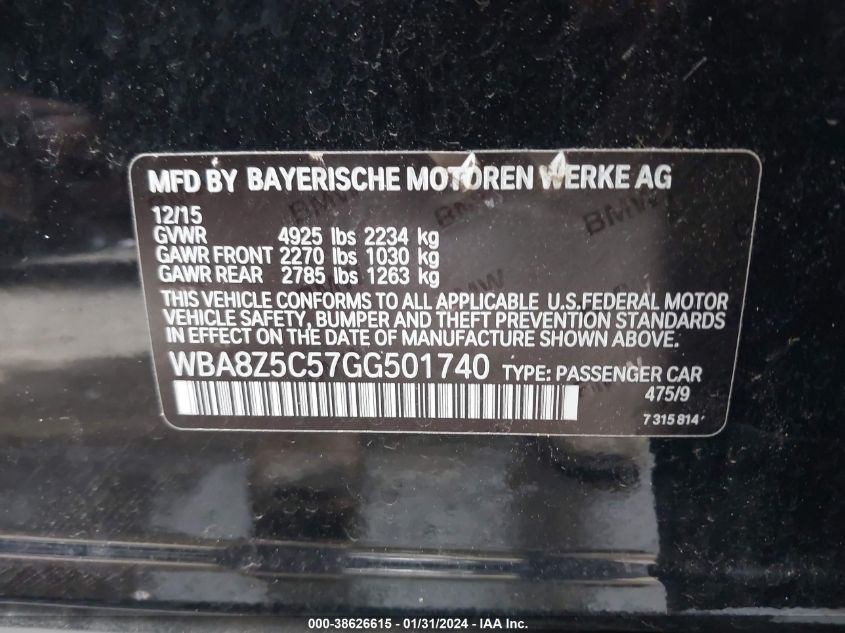 MFD BY BAYERISCHE MOTOREN WERKE AG
12/15
GVWR 4925 lbs 2234 kg
GAWR FRONT 2270 lbs 1030 kg
GAWR REAR 2785 lbs 1263 kg
THIS VEHICLE CONFORMS TO ALL APPLICABLE U.S.FEDERAL MOTOR
VEHICLE SAFETY, BUMPER AND THEFT PREVENTION STANDARDS
IN EFFECT ON THE DATE OF MANUFACTURE SHOWN ABOVE.
WBA8Z5C57GG501740 TYPE: PASSENGER CAR
475/9
7 315 814
000-38626615 - 01/31/2024 - IAA Inc.